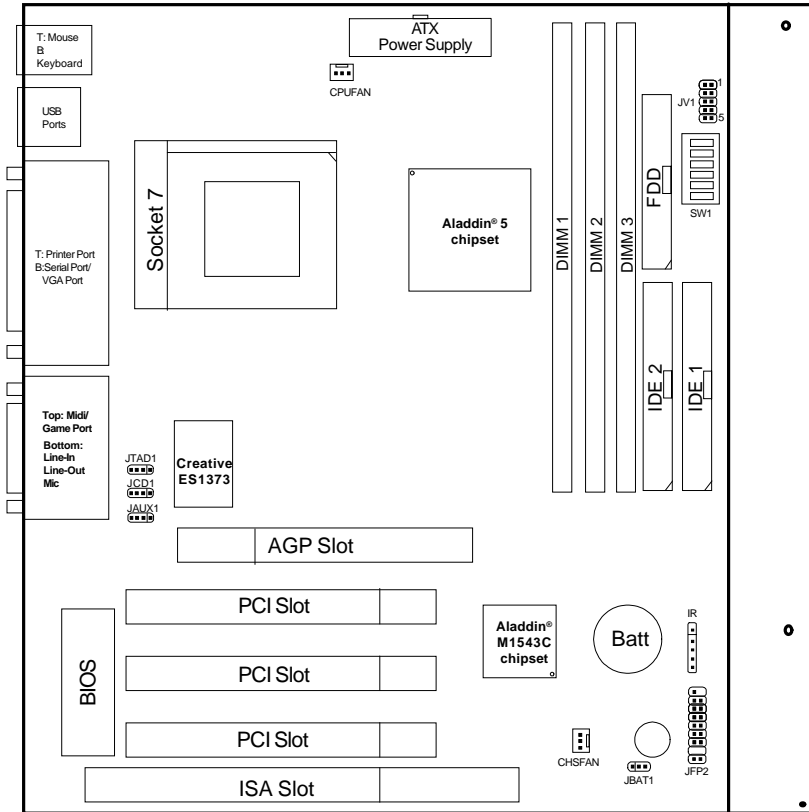 T: Mouse
B:
Keyboard
ATX
Power Supply
CPUFAN
USB
Ports
JV1
1
5
SW1
FDD
Socket 7
Aladdin® 5
chipset
DIMM 1
DIMM 2
DIMM 3
T: Printer Port
B:Serial Port/
VGA Port
IDE 2
IDE 1
Top: Midi/
Game Port
Bottom:
Line-In
Line-Out
Mic
JTAD1
JCD1
JAUX1
Creative
ES1373
AGP Slot
PCI Slot
PCI Slot
PCI Slot
ISA Slot
BIOS
Aladdin®
M1543C
chipset
Batt
IR
CHSFAN
JBAT1
JFP2